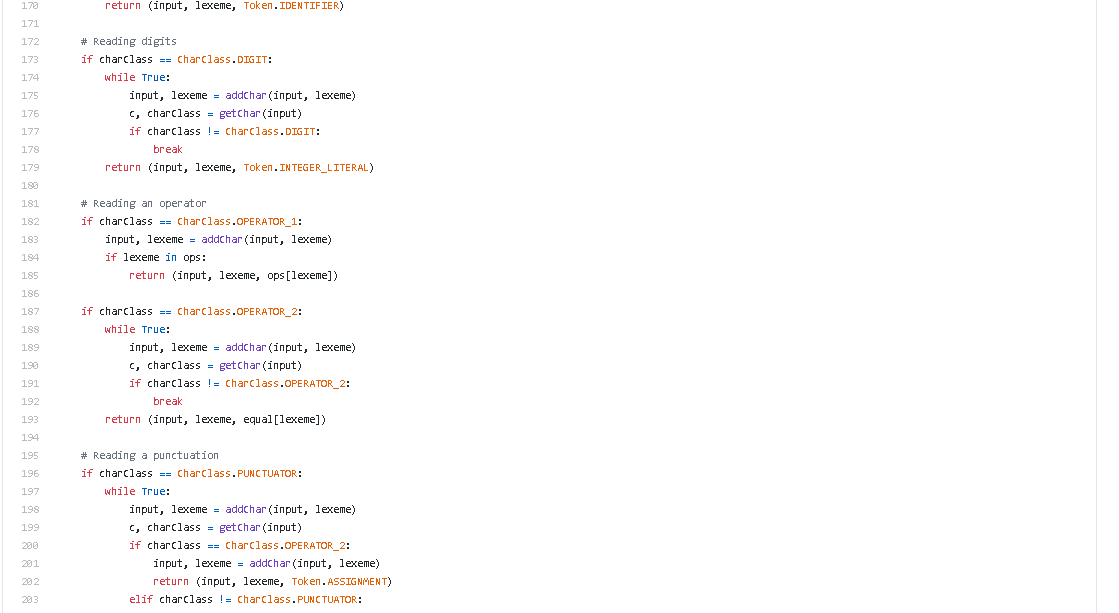 170 return (input, lexeme, Token.IDENTIFIER)
171
172 # Reading digits
173 if charClass == CharClass.DIGIT:
174 while True:
175 input, lexeme = addChar(input, lexeme)
176 c, charClass = getChar(input)
177 if charClass != CharClass.DIGIT:
178 break
179 return (input, lexeme, Token.INTEGER_LITERAL)
180
181 # Reading an operator
182 if charClass == CharClass.OPERATOR_1:
183 input, lexeme = addChar(input, lexeme)
184 if lexeme in ops:
185 return (input, lexeme, ops[lexeme])
186
187 if charClass == CharClass.OPERATOR_2:
188 while True:
189 input, lexeme = addChar(input, lexeme)
190 c, charClass = getChar(input)
191 if charClass != CharClass.OPERATOR_2:
192 break
193 return (input, lexeme, equal[lexeme])
194
195 # Reading a punctuation
196 if charClass == CharClass.PUNCTUATOR:
197 while True:
198 input, lexeme = addChar(input, lexeme)
199 c, charClass = getChar(input)
200 if charClass == CharClass.OPERATOR_2:
201 input, lexeme = addChar(input, lexeme)
202 return (input, lexeme, Token.ASSIGNMENT)
203 elif charClass != CharClass.PUNCTUATOR: